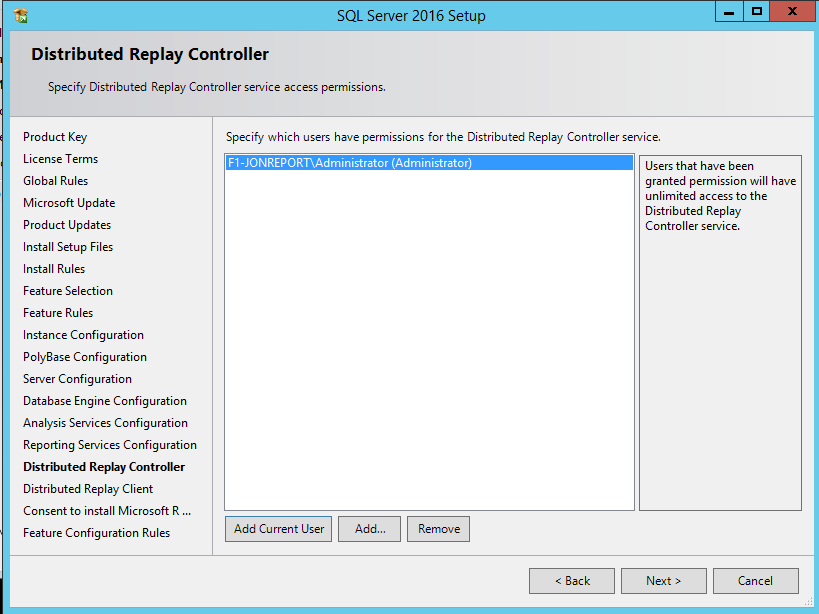 SQL Server 2016 Setup
Distributed Replay Controller
Specify Distributed Replay Controller service access permissions.
Product Key
License Terms
Global Rules
Microsoft Update
Product Updates
Install Setup Files
Install Rules
Feature Selection
Feature Rules
Instance Configuration
PolyBase Configuration
Server Configuration
Database Engine Configuration
Analysis Services Configuration
Reporting Services Configuration
Distributed Replay Controller
Distributed Replay Client
Consent to install Microsoft R ...
Feature Configuration Rules
Specify which users have permissions for the Distributed Replay Controller service.
F1-JONREPORT\Administrator (Administrator)
Users that have been
granted permission will have
unlimited access to the
Distributed Replay
Controller service.
Add Current User
Add...
Remove
< Back
Next >
Cancel